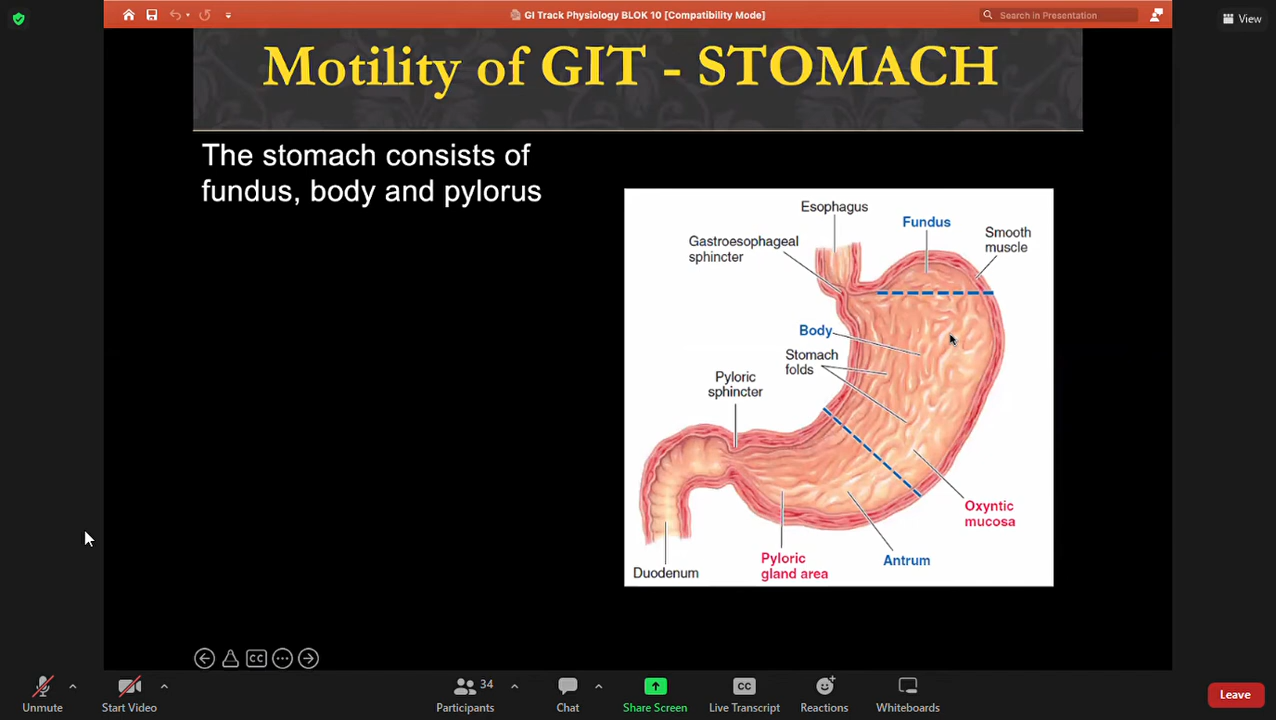 GI Track Physiology BLOK 10 [Compatibility Mode]
Search in Presentation
View
Motility of GIT - STOMACH
The stomach consists of
fundus, body and pylorus
Esophagus
Fundus
Smooth
muscle
Gastroesophageal
sphincter
Body
Stomach
folds
Pyloric
sphincter
Oxyntic
mucosa
Antrum
Pyloric
gland area
Duodenum
CC
Unmute
Start Video
34
Participants
Chat
Share Screen
CC
Live Transcript
Reactions
Whiteboards
Leave